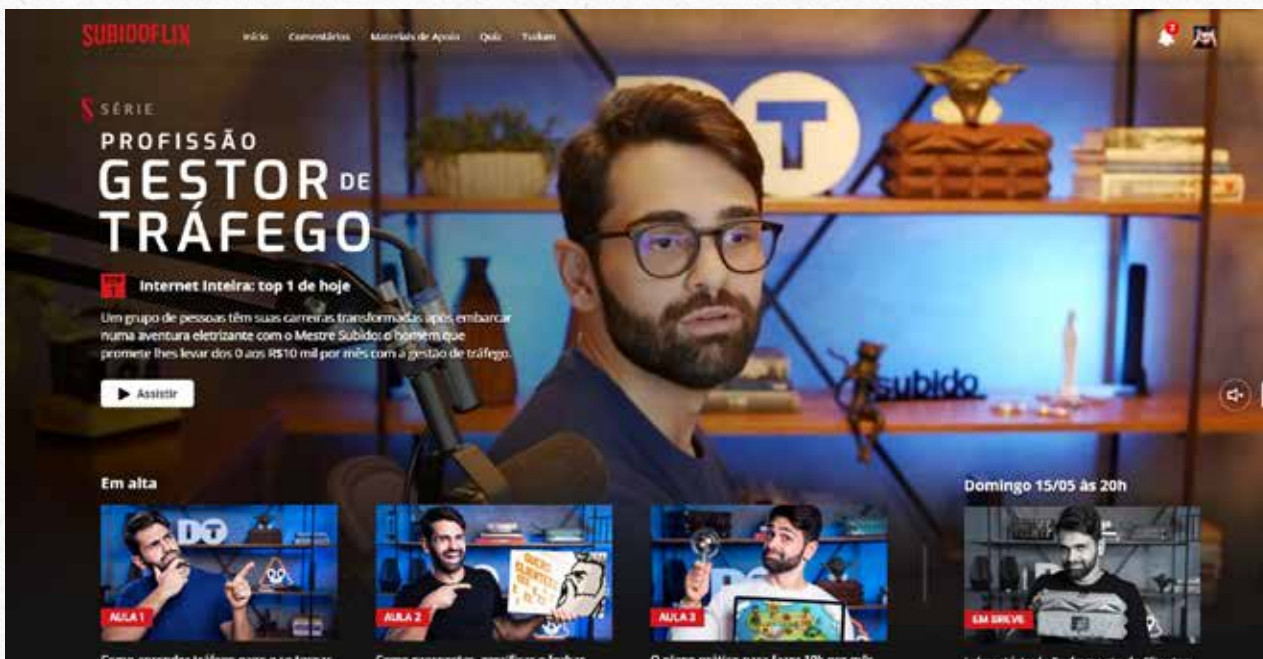 SUBIDOFLIX
Início Comentários Materiais de Apoio Quiz Tudum
2
S SÉRIE
PROFISSÃO
GESTOR DE
TRÁFEGO
TOP
1
Internet Inteira: top 1 de hoje
Um grupo de pessoas têm suas carreiras transformadas após embarcar
numa aventura eletrizante com o Mestre Subido: o homem que
promete lhes levar dos 0 aos R$10 mil por mês com a gestão de tráfego.
Assistir
T
subido
Em alta
Domingo 15/05 às 20h
AULA 1
AULA 2
AULA 3
EM BREVE